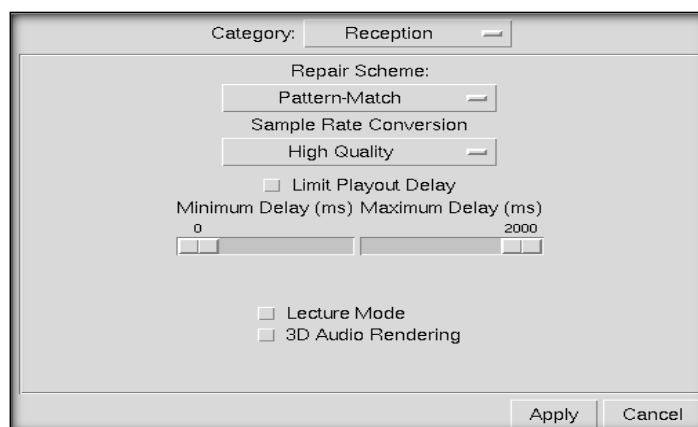 Category: Reception
Repair Scheme:
Pattern-Match
Sample Rate Conversion
High Quality
Limit Playout Delay
Minimum Delay (ms) Maximum Delay (ms)
0 2000
Lecture Mode
3D Audio Rendering
Apply Cancel